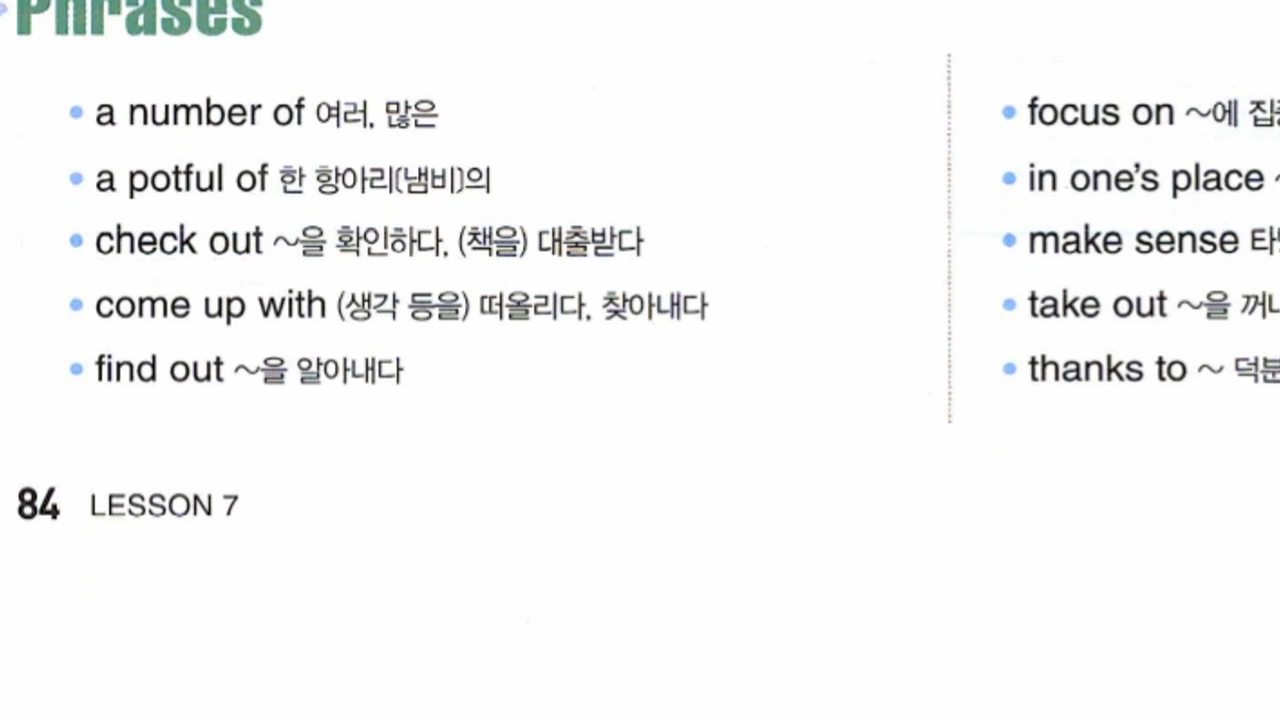 Phrases
a number of 여러, 많은
a potful of 한 항아리(냄비)의
check out ~을 확인하다, (책을) 대출받다
come up with (생각 등을) 떠올리다, 찾아내다
find out ~을 알아내다
focus on ~에
in one's place
make sense
take out ~을
thanks to ~
84 LESSON 7